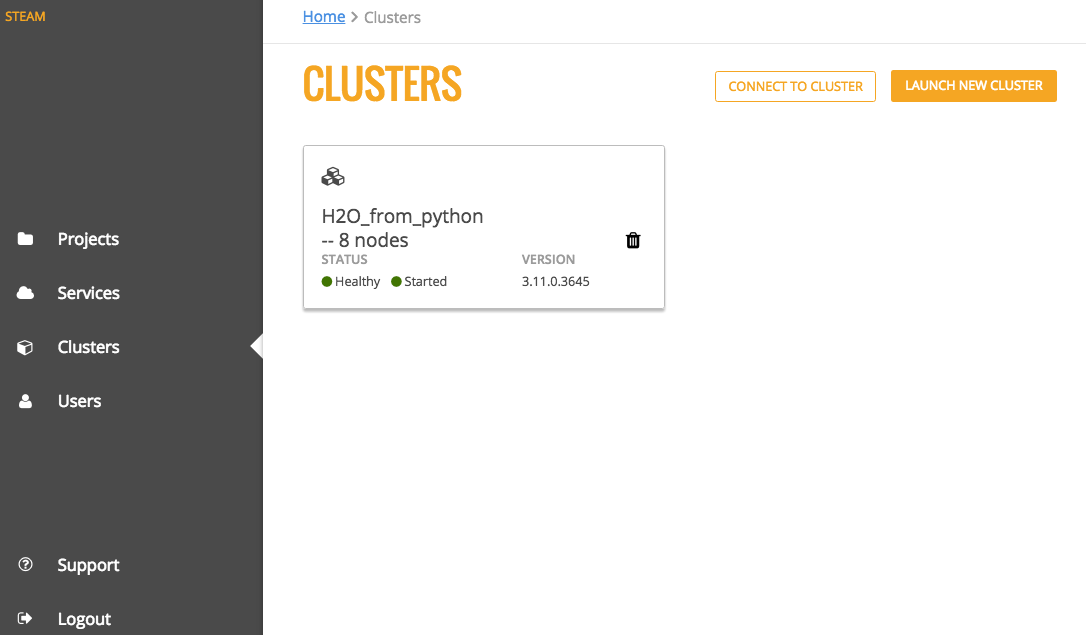 STEAM
Home > Clusters
CLUSTERS
CONNECT TO CLUSTER
LAUNCH NEW CLUSTER
H2O_from_python
-- 8 nodes
STATUS
VERSION
Healthy Started
3.11.0.3645
Projects
Services
Clusters
Users
Support
Logout